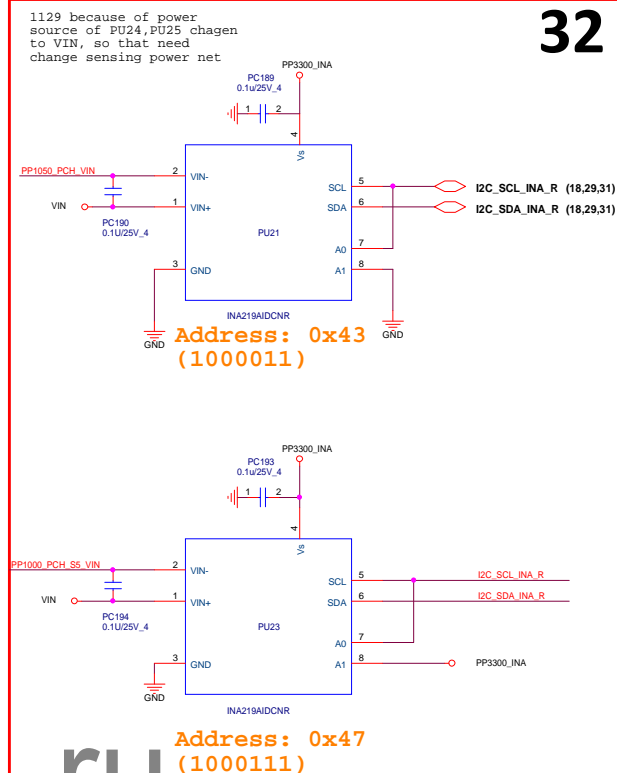 1129 because of power
source of PU24,PU25 chagen
to VIN, so that need
change sensing power net
32
PP3300_INA
PC189
0.1u/25V_4
1 2
4
Vs
PP1050_PCH_VIN
2 VIN-
SCL 5
I2C_SCL_INA_R (18,29,31)
VIN
1 VIN+
SDA 6
I2C_SDA_INA_R (18,29,31)
PC190
0.1U/25V_4
PU21
A0 7
3 GND
A1 8
INA219AIDCNR
GND
GND
Address: 0x43
(1000011)
PP3300_INA
PC193
0.1u/25V_4
1 2
4
Vs
PP1000_PCH_S5_VIN
2 VIN-
SCL 5
I2C_SCL_INA_R
VIN
1 VIN+
SDA 6
I2C_SDA_INA_R
PC194
0.1U/25V_4
PU23
A0 7
3 GND
A1 8
PP3300_INA
GND
INA219AIDCNR
Address: 0x47
(1000111)
ru